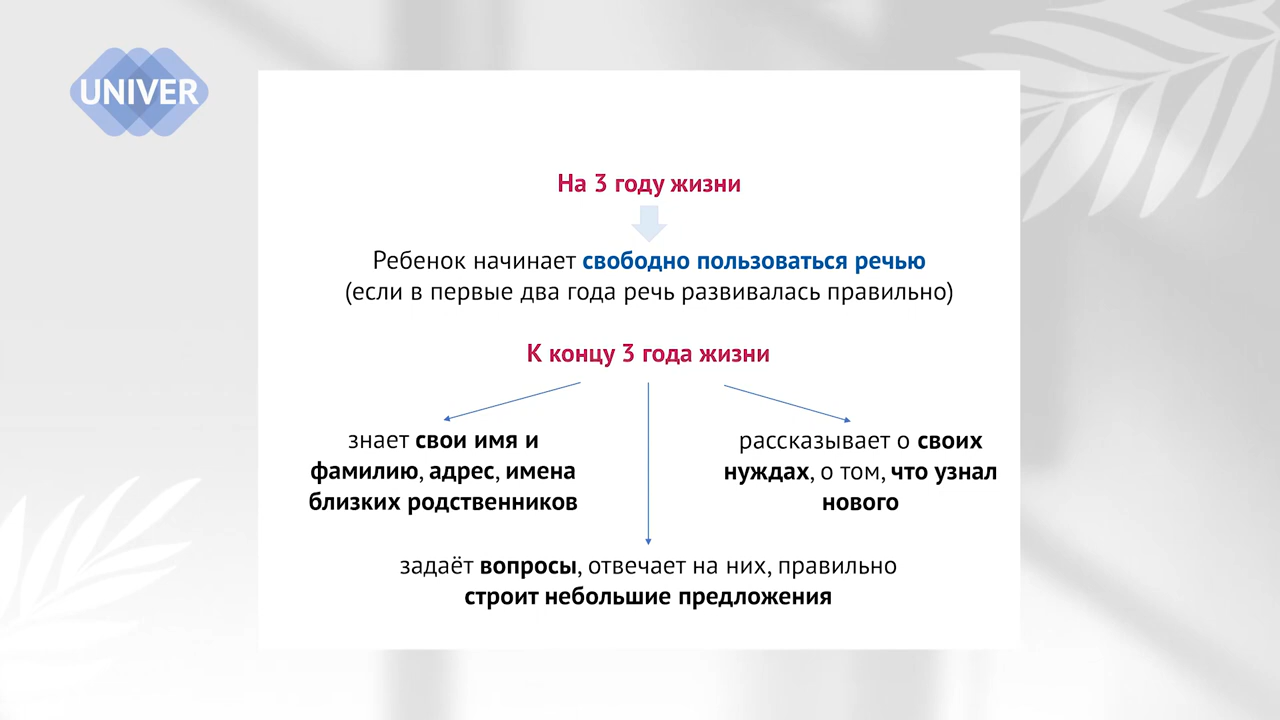 UNIVER
На 3 году жизни
Ребенок начинает свободно пользоваться речью
(если в первые два года речь развивалась правильно)
К концу 3 года жизни
знает свои имя и
фамилию, адрес, имена
близких родственников
рассказывает о своих
нуждах, о том, что узнал
нового
задаёт вопросы, отвечает на них, правильно
строит небольшие предложения